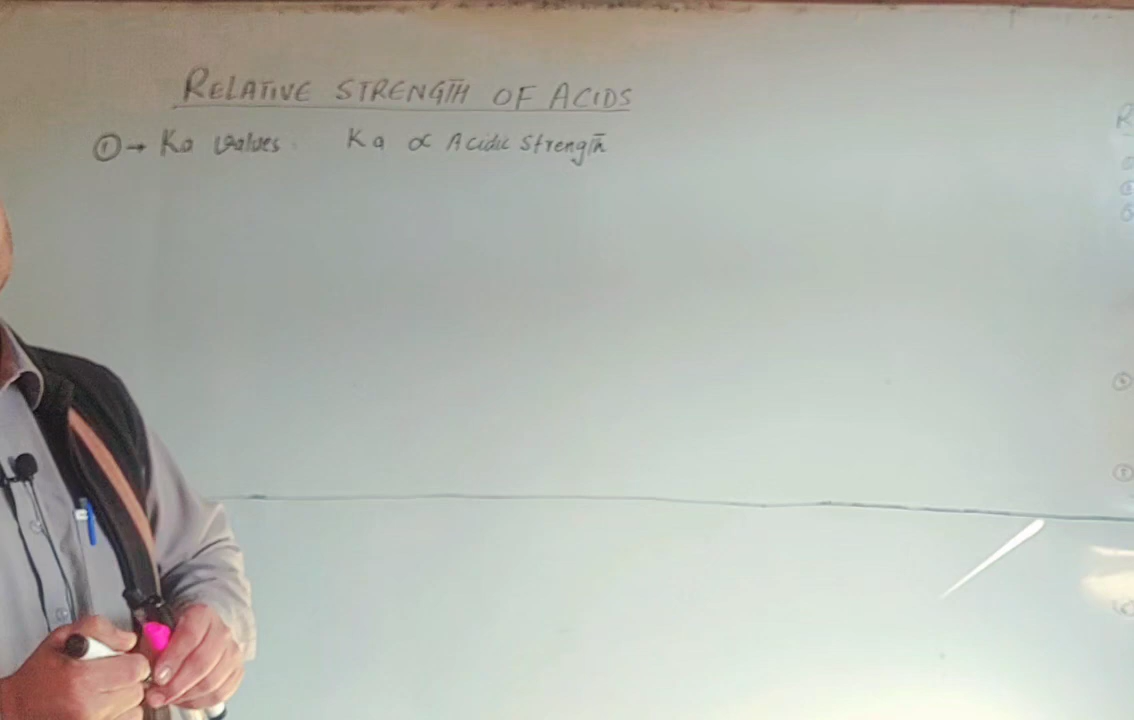 RELATIVE STRENGTH OF ACIDS
① → Ka values. Ka ∝ Acidic Strength